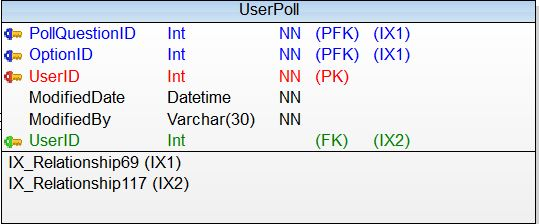 UserPoll
PollQuestionID Int NN (PFK) (IX1)
OptionID Int NN (PFK) (IX1)
UserID Int NN (PK)
ModifiedDate Datetime NN
ModifiedBy Varchar(30) NN
UserID Int (FK) (IX2)
IX_Relationship69 (IX1)
IX_Relationship117 (IX2)